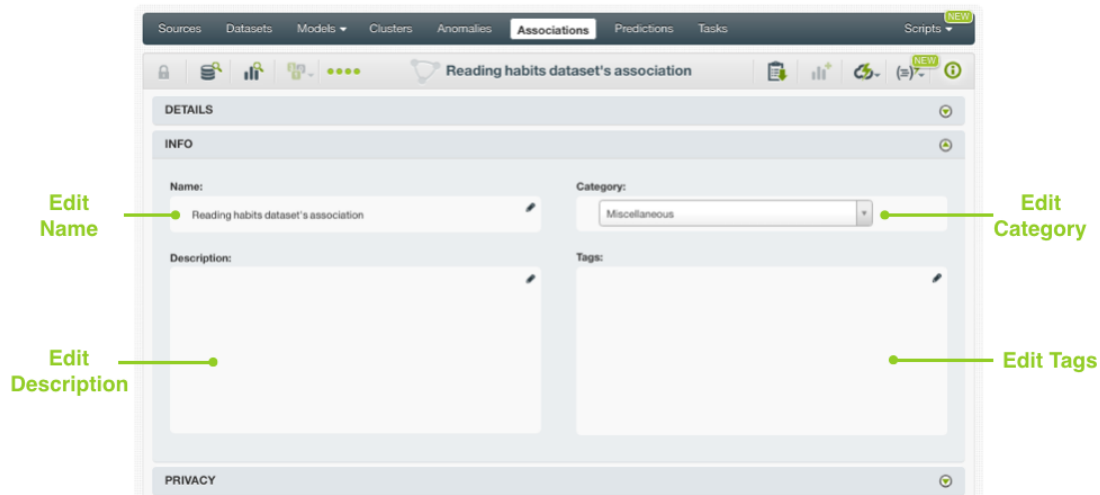 NEW
Sources Datasets Models Clusters Anomalies Associations Predictions Tasks Scripts
NEW
Reading habits dataset's association
DETAILS
INFO
Name: Category:
Edit Name
Reading habits dataset's association
Miscellaneous
Edit Category
Description: Tags:
Edit Description
Edit Tags
PRIVACY